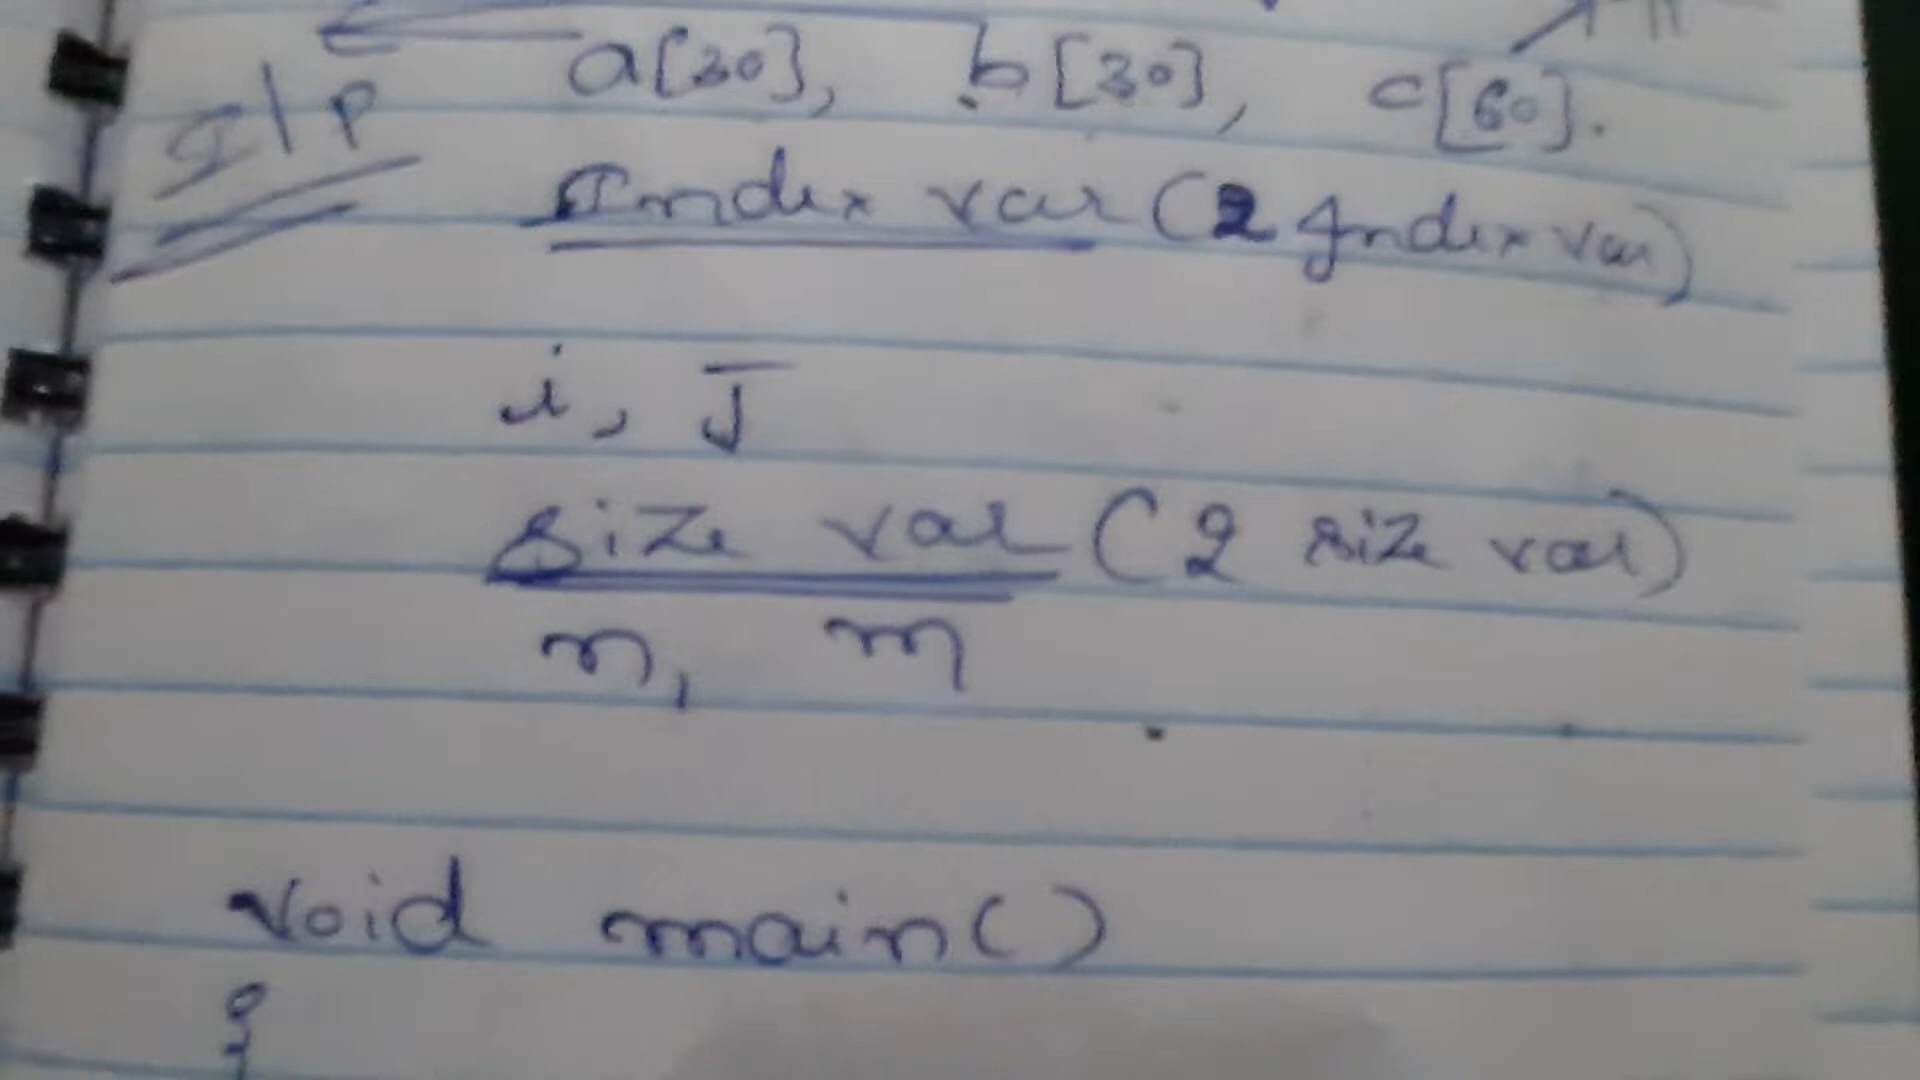 a[30], b[30], c[60].
I/p
Index var (2 Index var)
i, J
size var (2 size var)
n, m
void main()
{